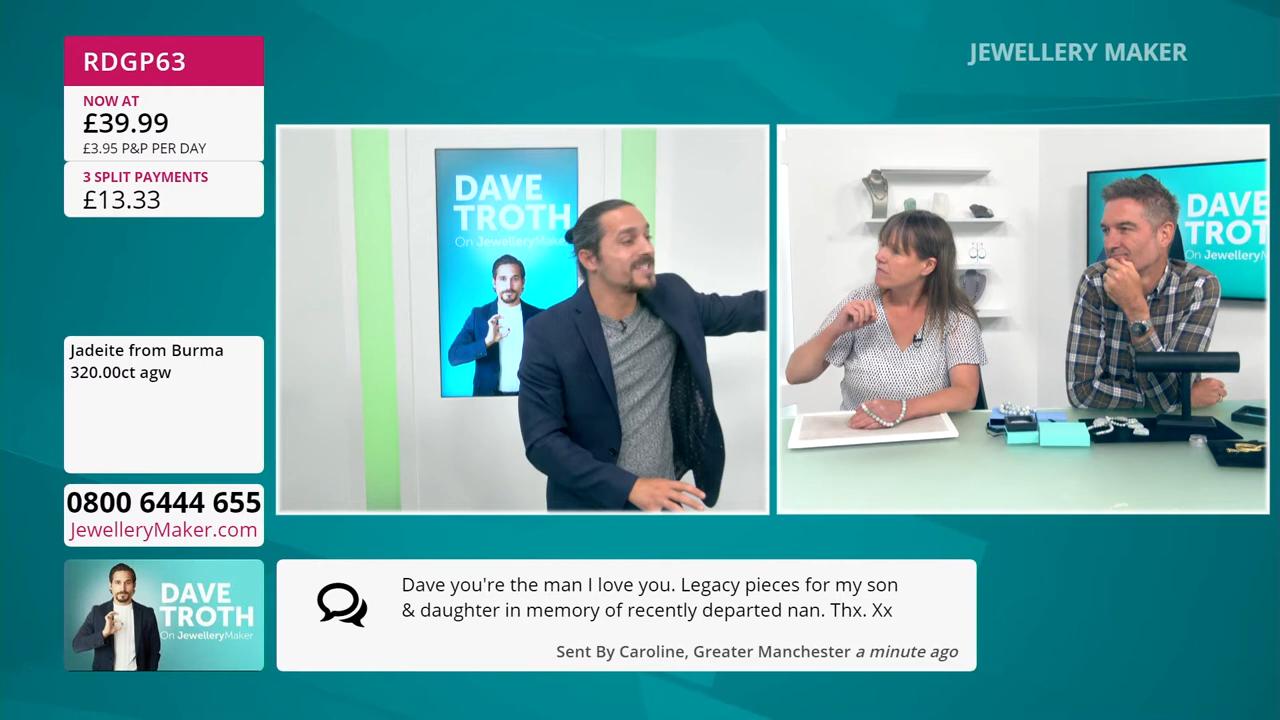 RDGP63
NOW AT
£39.99
£3.95 P&P PER DAY
3 SPLIT PAYMENTS
£13.33
Jadeite from Burma
320.00ct agw
0800 6444 655
JewelleryMaker.com
DAVE
TROTH
On JewelleryMaker
JEWELLERY MAKER
DAVE
TROTH
On JewelleryMake
DAVE
TROT
On JewelleryM
Dave you're the man I love you. Legacy pieces for my son
& daughter in memory of recently departed nan. Thx. Xx
Sent By Caroline, Greater Manchester a minute ago